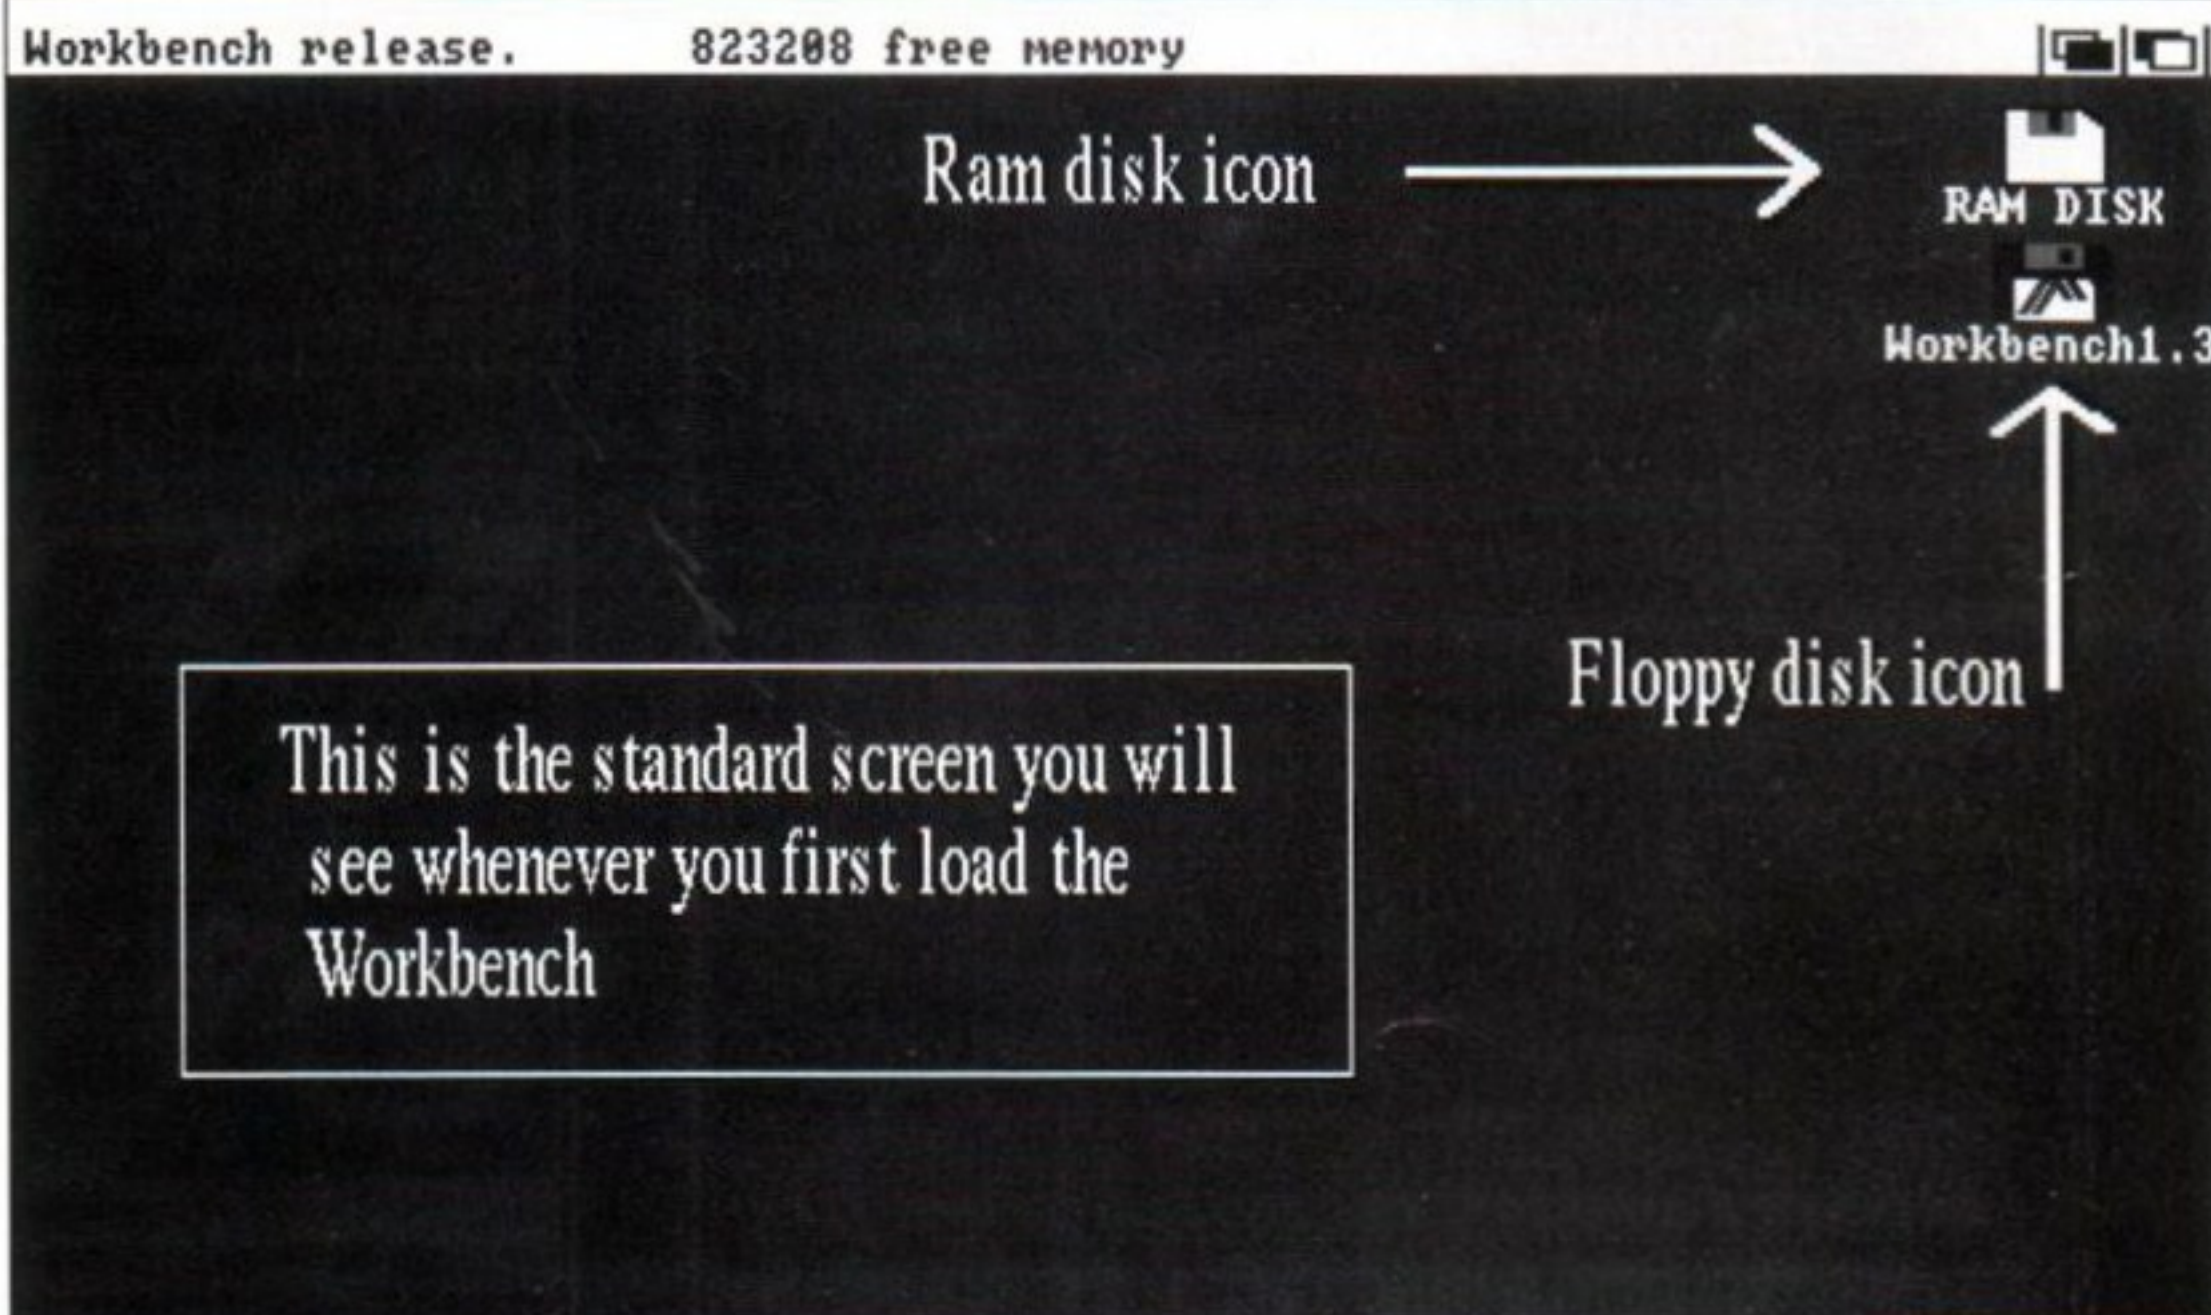 Workbench release. 823208 free memory
Ram disk icon
RAM DISK
Workbench1.3
Floppy disk icon
This is the standard screen you will
see whenever you first load the
Workbench